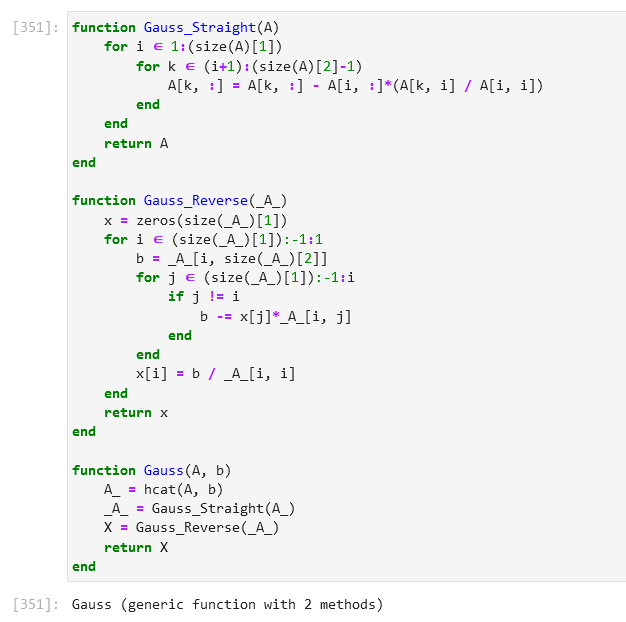 [351]: function Gauss_Straight(A)
    for i ∈ 1:(size(A)[1])
        for k ∈ (i+1):(size(A)[2]-1)
            A[k, :] = A[k, :] - A[i, :]*(A[k, i] / A[i, i])
        end
    end
    return A
end

function Gauss_Reverse(_A_)
    x = zeros(size(_A_)[1])
    for i ∈ (size(_A_)[1]):-1:1
        b = _A_[i, size(_A_)[2]]
        for j ∈ (size(_A_)[1]):-1:i
            if j != i
                b -= x[j]*_A_[i, j]
            end
        end
        x[i] = b / _A_[i, i]
    end
    return x
end

function Gauss(A, b)
    A_ = hcat(A, b)
    _A_ = Gauss_Straight(A_)
    X = Gauss_Reverse(_A_)
    return X
end

[351]: Gauss (generic function with 2 methods)